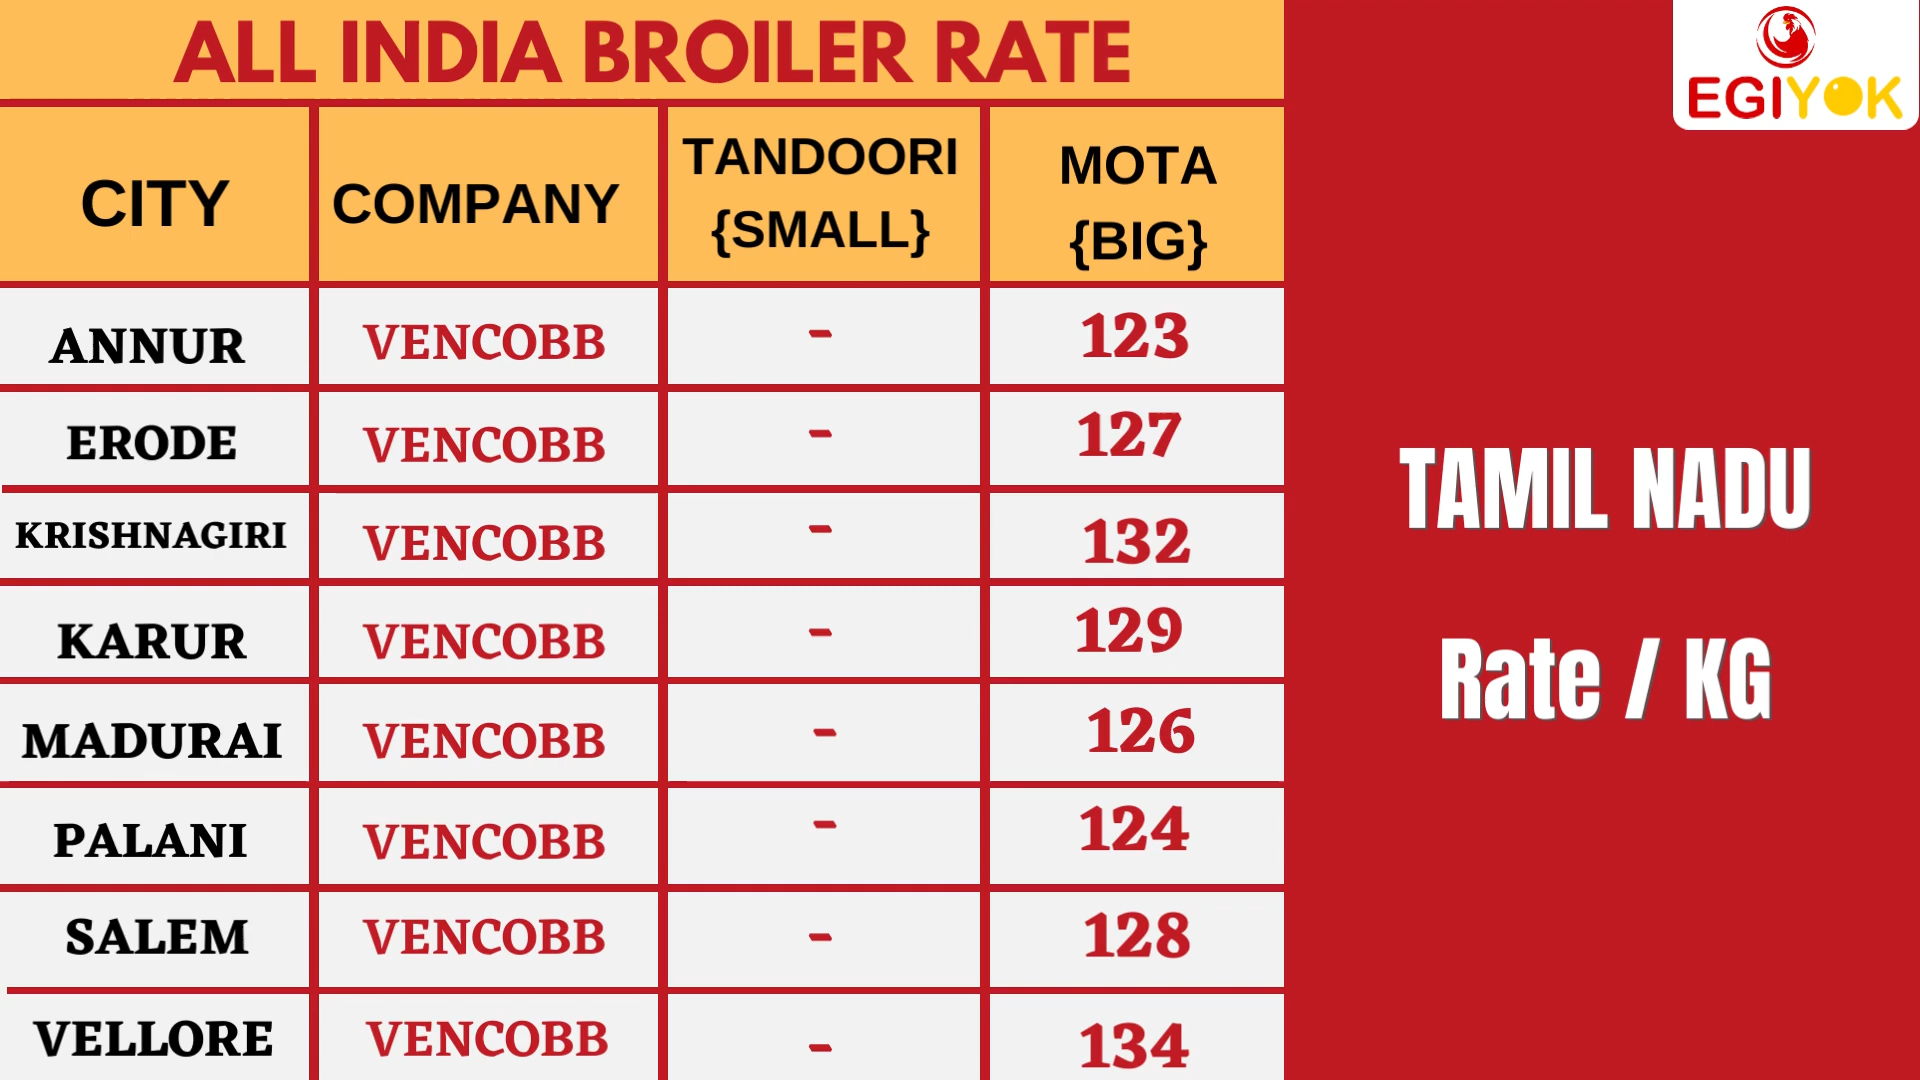 ALL INDIA BROILER RATE
EGIYOK
CITY COMPANY TANDOORI {SMALL} MOTA {BIG}
ANNUR VENCOBB - 123
ERODE VENCOBB - 127
KRISHNAGIRI VENCOBB - 132
KARUR VENCOBB - 129
MADURAI VENCOBB - 126
PALANI VENCOBB - 124
SALEM VENCOBB - 128
VELLORE VENCOBB - 134
TAMIL NADU
Rate / KG